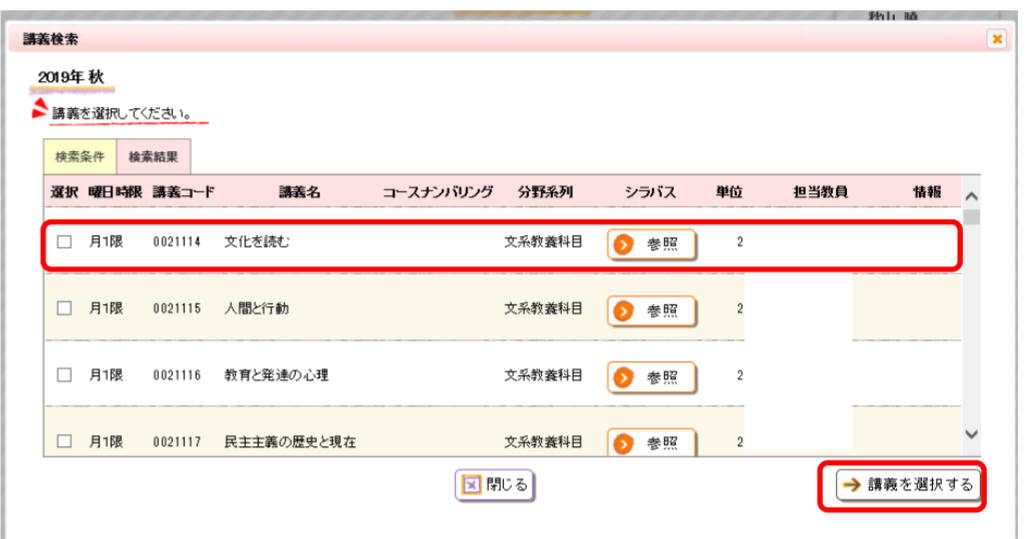 講義検索
2019年 秋
講義を選択してください。
検索条件 検索結果
選択 曜日時限 講義コード 講義名 コースナンバリング 分野系列 シラバス 単位 担当教員 情報
月1限 0021114 文化を読む 文系教養科目 参照 2
月1限 0021115 人間と行動 文系教養科目 参照 2
月1限 0021116 教育と発達の心理 文系教養科目 参照 2
月1限 0021117 民主主義の歴史と現在 文系教養科目 参照 2
閉じる 講義を選択する